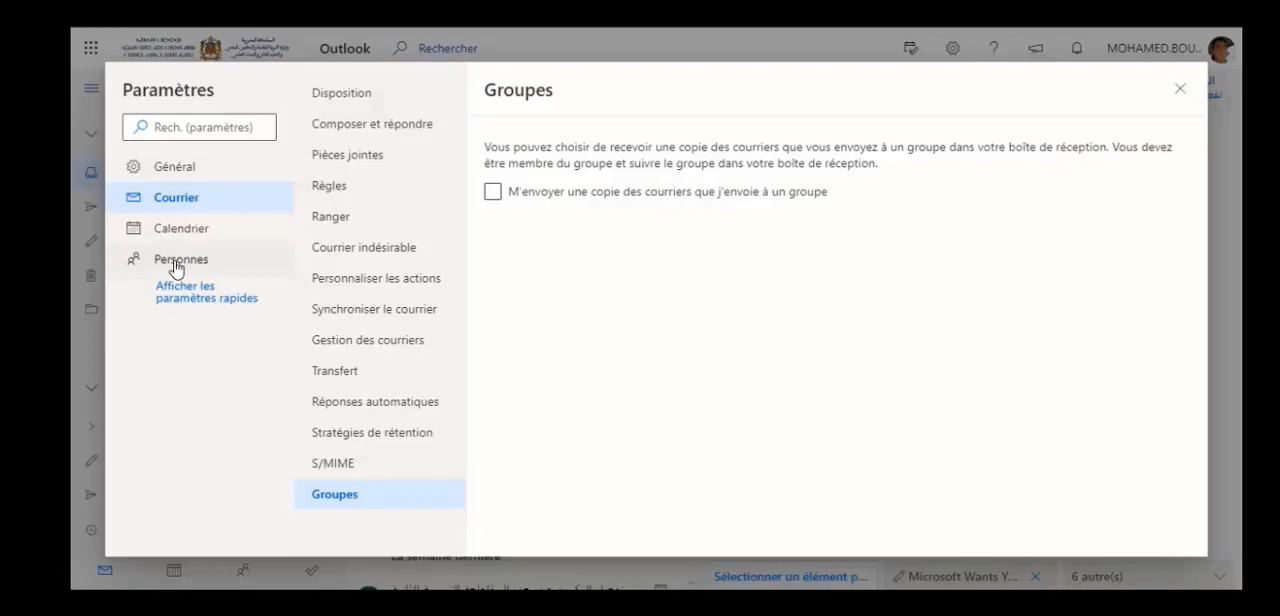 Outlook
Rechercher
MOHAMED.BOU..
Paramètres
Rech. (paramètres)
Général
Courrier
Calendrier
Personnes
Afficher les
paramètres rapides
Disposition
Composer et répondre
Pièces jointes
Règles
Ranger
Courrier indésirable
Personnaliser les actions
Synchroniser le courrier
Gestion des courriers
Transfert
Réponses automatiques
Stratégies de rétention
S/MIME
Groupes
Groupes
Vous pouvez choisir de recevoir une copie des courriers que vous envoyez à un groupe dans votre boîte de réception. Vous devez
être membre du groupe et suivre le groupe dans votre boîte de réception.
M'envoyer une copie des courriers que j'envoie à un groupe
La semaine dernière
Sélectionner un élément p...
Microsoft Wants Y...
6 autre(s)